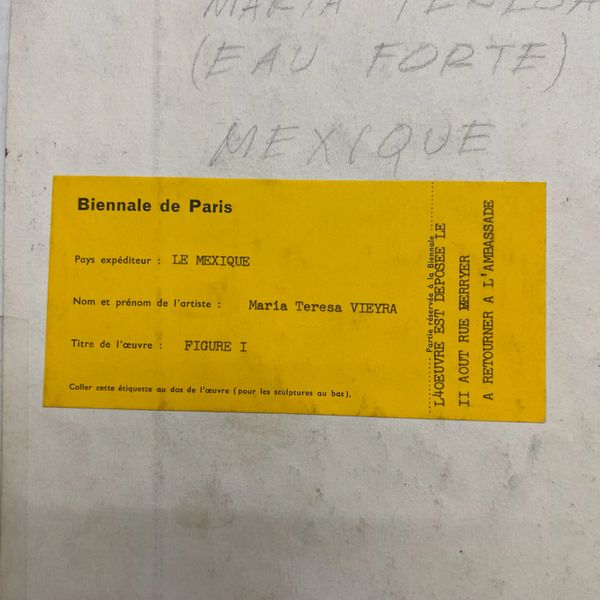 MARIA TERESA
(EAU FORTE)
MEXIQUE
Biennale de Paris
Pays expéditeur : LE MEXIQUE
Nom et prénom de l'artiste : Maria Teresa VIEYRA
Titre de l'œuvre : FIGURE I
Coller cette étiquette au dos de l'œuvre (pour les sculptures au bas).
Partie réservée à la Biennale
L4OEUVRE EST DEPOSEE LE
II AOUT RUE BERRYER
A RETOURNER A L'AMBASSADE